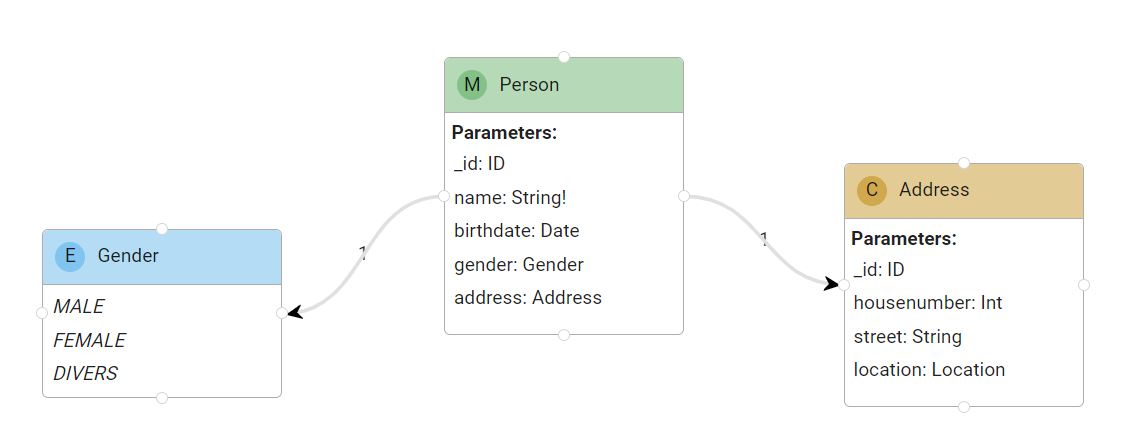 M Person
Parameters:
_id: ID
name: String!
birthdate: Date
gender: Gender
address: Address
1
1
E Gender
MALE
FEMALE
DIVERS
C Address
Parameters:
_id: ID
housenumber: Int
street: String
location: Location